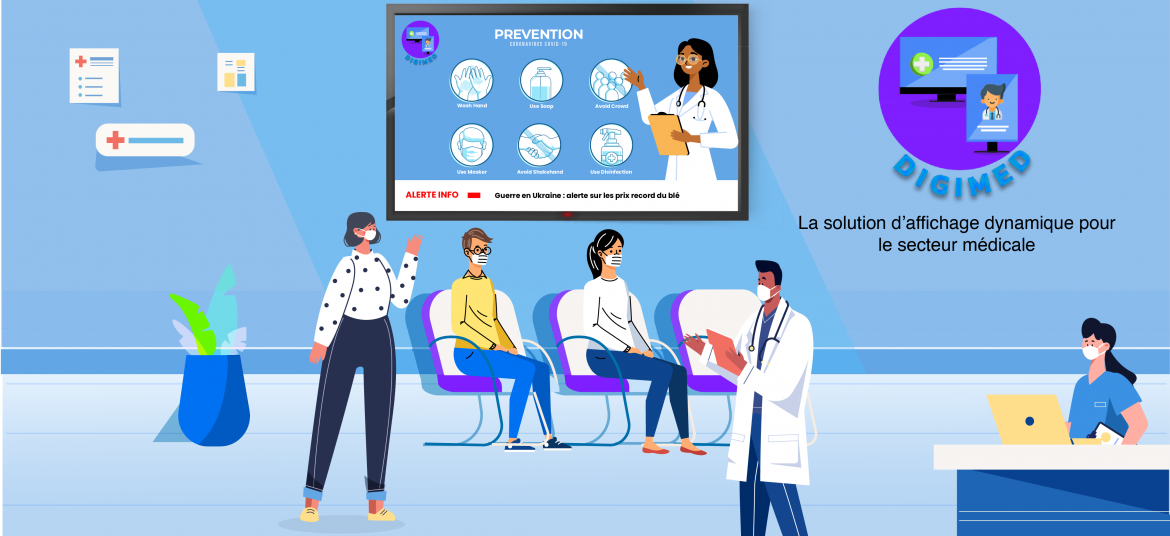 DIGIMED
PREVENTION
CORONAVIRUS COVID-19
Wash Hand
Use Soap
Avoid Crowd
Use Masker
Avoid Shakehand
Use Disinfection
ALERTE INFO
Guerre en Ukraine : alerte sur les prix record du blé
DIGIMED
La solution d’affichage dynamique pour
le secteur médicale